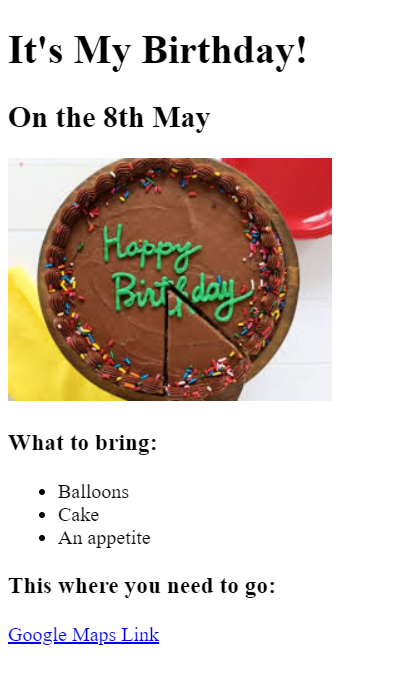 It's My Birthday!
On the 8th May
Happy
Birthday
What to bring:
Balloons
Cake
An appetite
This where you need to go:
Google Maps Link